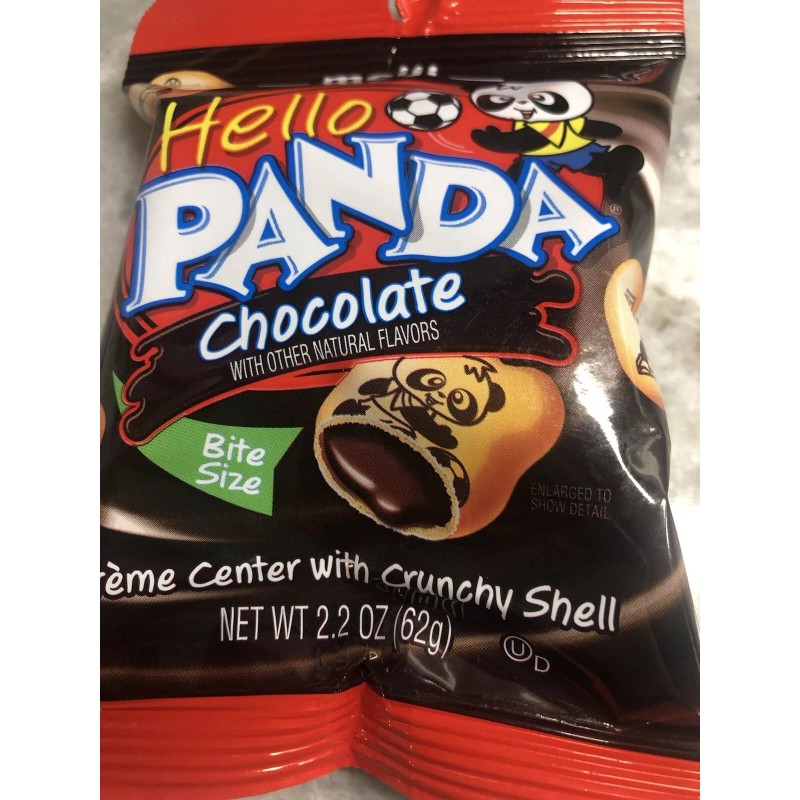 Hello
PANDA®
Chocolate
WITH OTHER NATURAL FLAVORS
Bite
Size
ENLARGED TO
SHOW DETAIL
ème Center with Crunchy Shell
NET WT 2.2 OZ (62g)
U D